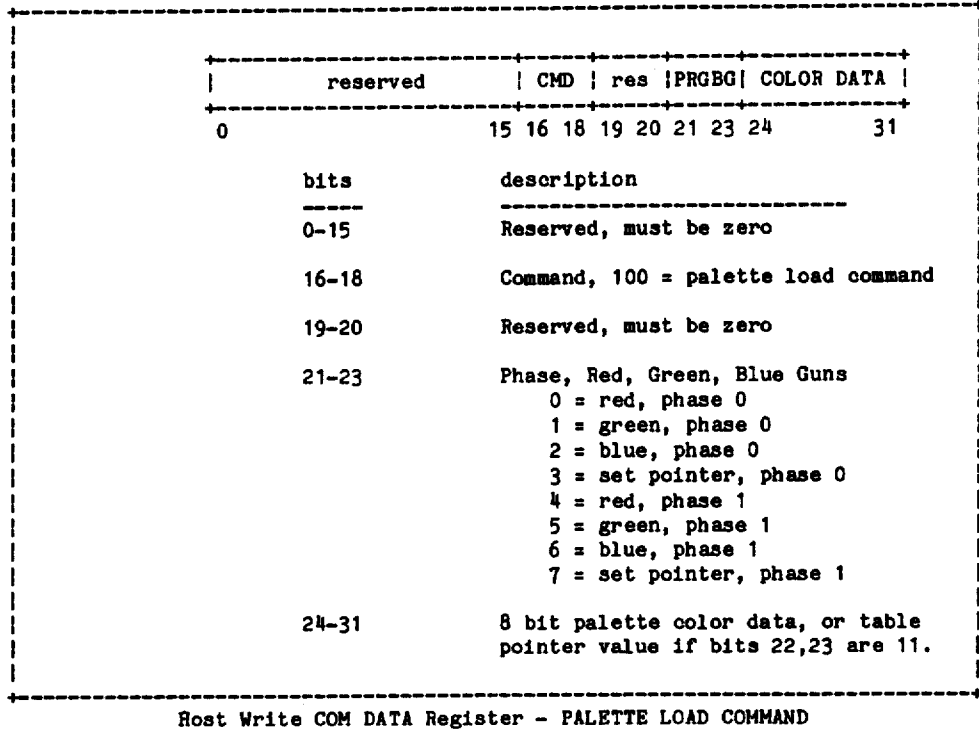 | reserved | CMD | res |PRGBG| COLOR DATA |
0 15 16 18 19 20 21 23 24 31
bits description
0-15 Reserved, must be zero
16-18 Command, 100 = palette load command
19-20 Reserved, must be zero
21-23 Phase, Red, Green, Blue Guns
0 = red, phase 0
1 = green, phase 0
2 = blue, phase 0
3 = set pointer, phase 0
4 = red, phase 1
5 = green, phase 1
6 = blue, phase 1
7 = set pointer, phase 1
24-31 8 bit palette color data, or table
pointer value if bits 22,23 are 11.
Host Write COM DATA Register - PALETTE LOAD COMMAND